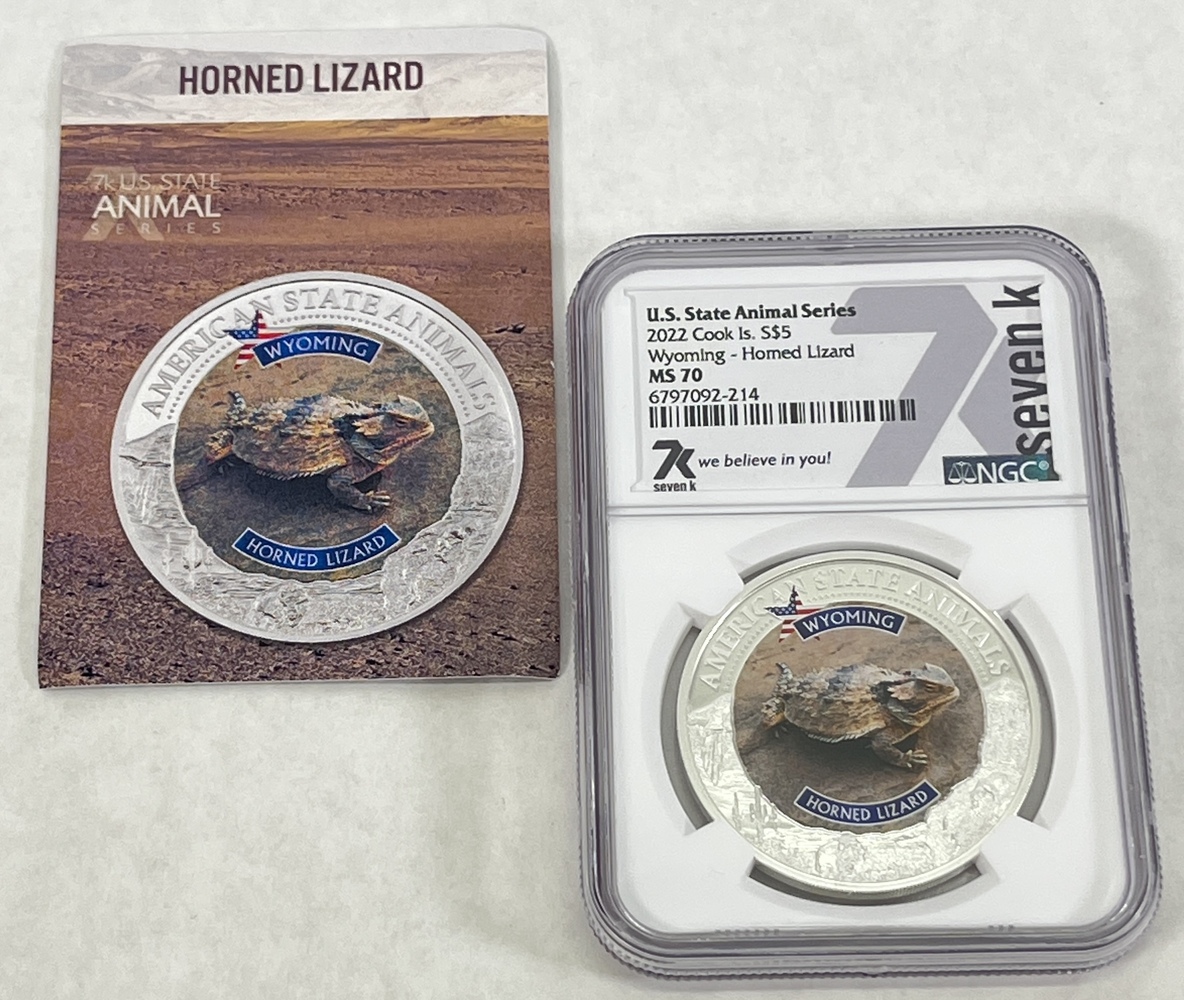 HORNED LIZARD
7k U.S. STATE
ANIMAL
SERIES
AMERICAN STATE ANIMALS
WYOMING
HORNED LIZARD
U.S. State Animal Series
2022 Cook Is. S$5
Wyoming - Horned Lizard
MS 70
6797092-214
7k we believe in you!
seven k
7k
seven k
NGC®
AMERICAN STATE ANIMALS
WYOMING
HORNED LIZARD